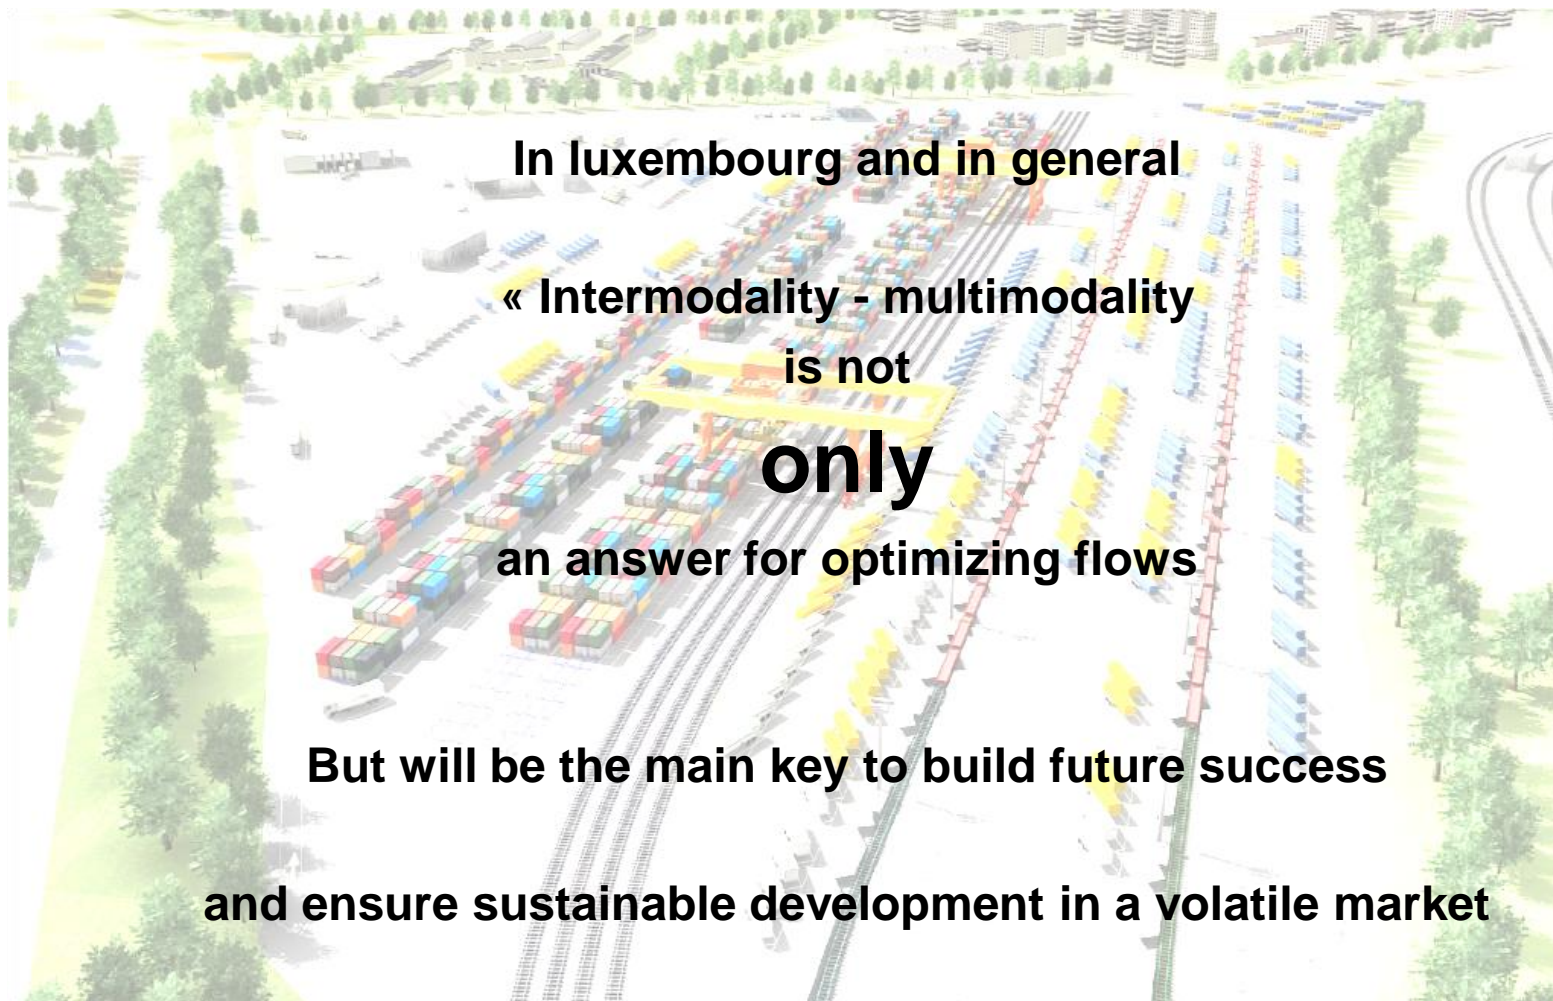 In luxembourg and in general
« Intermodality - multimodality
is not
only
an answer for optimizing flows
But will be the main key to build future success
and ensure sustainable development in a volatile market